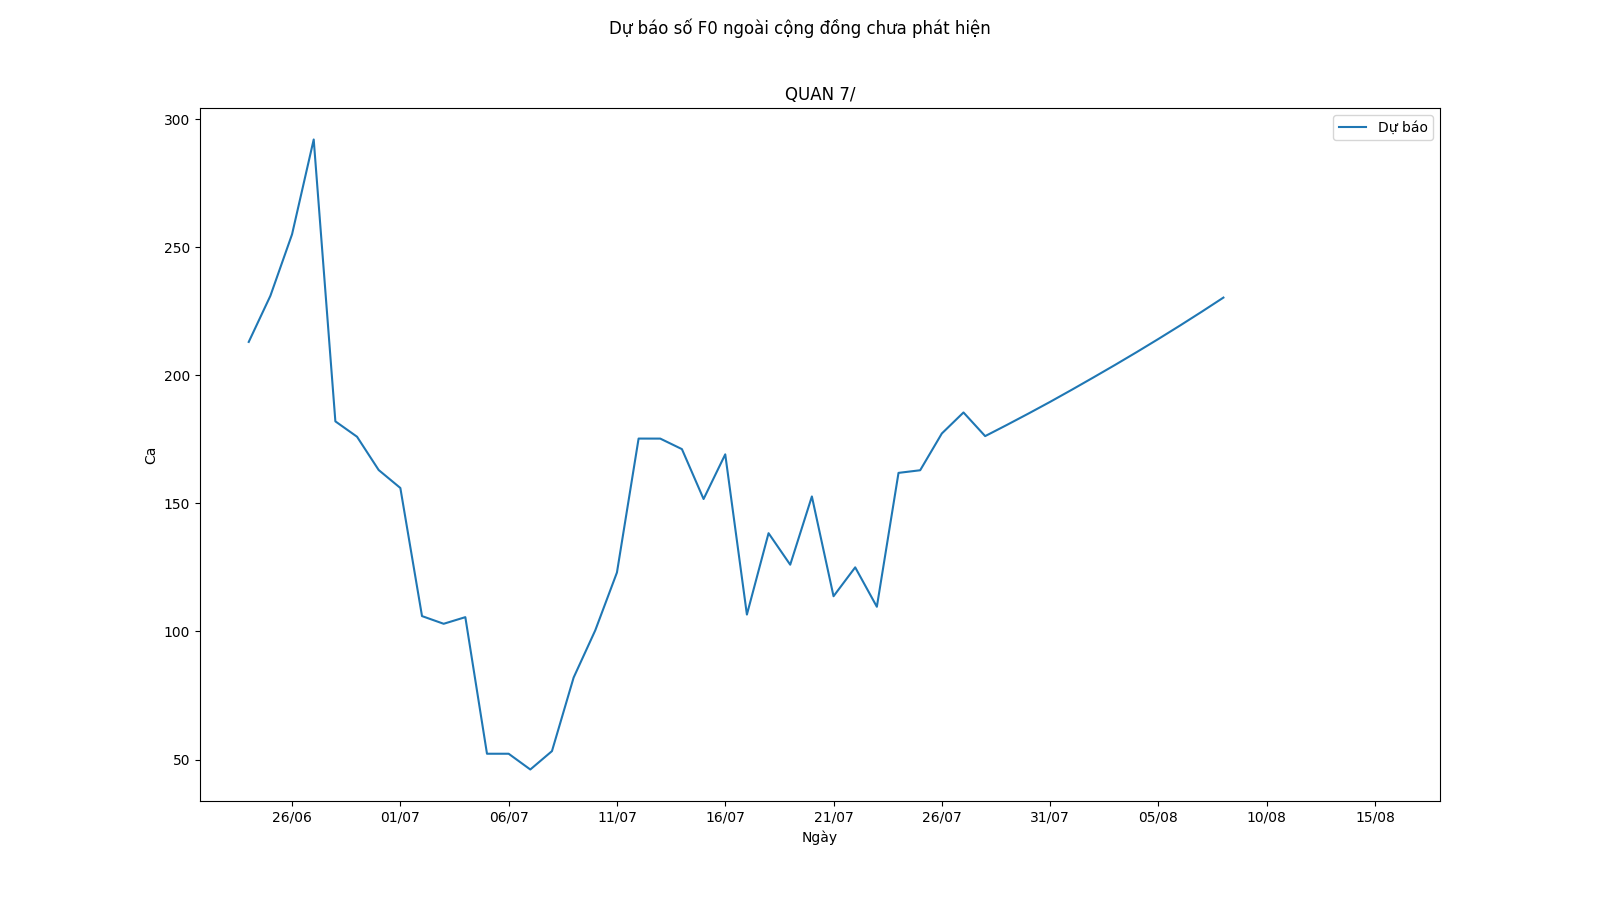 Dự báo số F0 ngoài cộng đồng chưa phát hiện
QUAN 7/
Dự báo
300
250
200
150
100
50
Ca
26/06 01/07 06/07 11/07 16/07 21/07 26/07 31/07 05/08 10/08 15/08
Ngày